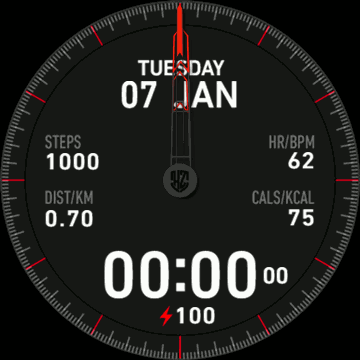 TUESDAY
07 JAN
STEPS
1000
HR/BPM
62
DIST/KM
0.70
CALS/KCAL
75
00:00 00
100